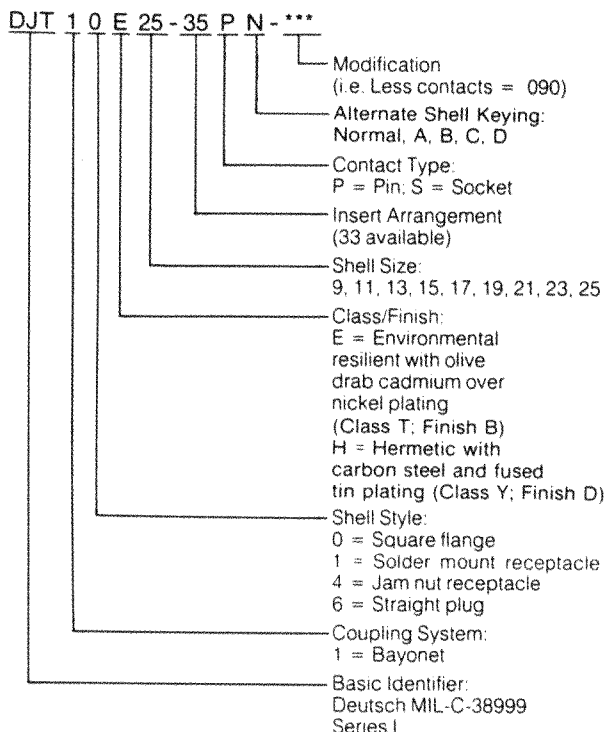 DJT 1 0 E 25 - 35 P N - ***
Modification
(i.e. Less contacts = 090)
Alternate Shell Keying:
Normal, A, B, C, D
Contact Type:
P = Pin; S = Socket
Insert Arrangement
(33 available)
Shell Size:
9, 11, 13, 15, 17, 19, 21, 23, 25
Class/Finish:
E = Environmental
resilient with olive
drab cadmium over
nickel plating
(Class T; Finish B)
H = Hermetic with
carbon steel and fused
tin plating (Class Y; Finish D)
Shell Style:
0 = Square flange
1 = Solder mount receptacle
4 = Jam nut receptacle
6 = Straight plug
Coupling System:
1 = Bayonet
Basic Identifier:
Deutsch MIL-C-38999
Series I